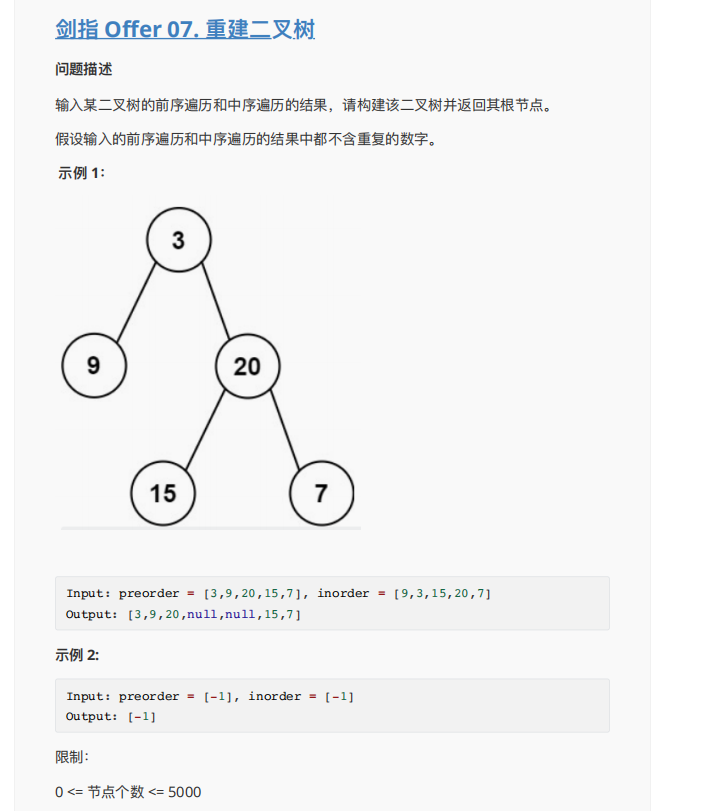 剑指 Offer 07. 重建二叉树
问题描述
输入某二叉树的前序遍历和中序遍历的结果，请构建该二叉树并返回其根节点。
假设输入的前序遍历和中序遍历的结果中都不含重复的数字。
示例 1:
3
9
20
15
7
Input: preorder = [3,9,20,15,7], inorder = [9,3,15,20,7]
Output: [3,9,20,null,null,15,7]
示例 2:
Input: preorder = [-1], inorder = [-1]
Output: [-1]
限制：
0 <= 节点个数 <= 5000